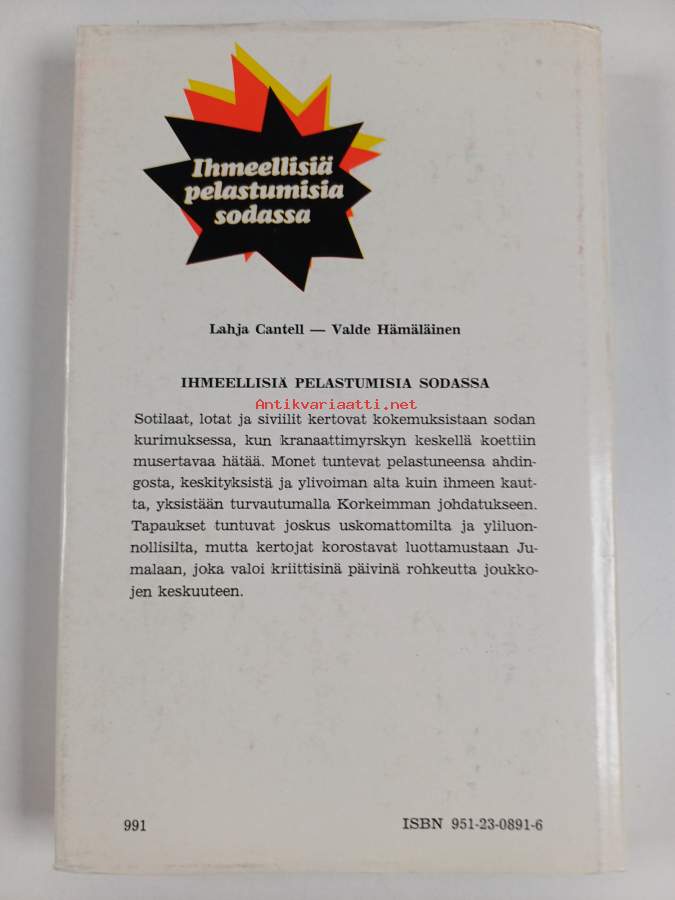 Ihmeellisiä
pelastumisia
sodassa
Lahja Cantell — Valde Hämäläinen
IHMEELLISIÄ PELASTUMISIA SODASSA
Antikvariaatti.net
Sotilaat, lotat ja siviilit kertovat kokemuksistaan sodan
kurimuksessa, kun kranaattimyrskyn keskellä koettiin
musertavaa hätää. Monet tuntevat pelastuneensa ahdin-
gosta, keskityksistä ja ylivoiman alta kuin ihmeen kaut-
ta, yksistään turvautumalla Korkeimman johdatukseen.
Tapaukset tuntuvat joskus uskomattomilta ja yliluon-
nollisilta, mutta kertojat korostavat luottamustaan Ju-
malaan, joka valoi kriittisinä päivinä rohkeutta joukko-
jen keskuuteen.
991
ISBN 951-23-0891-6